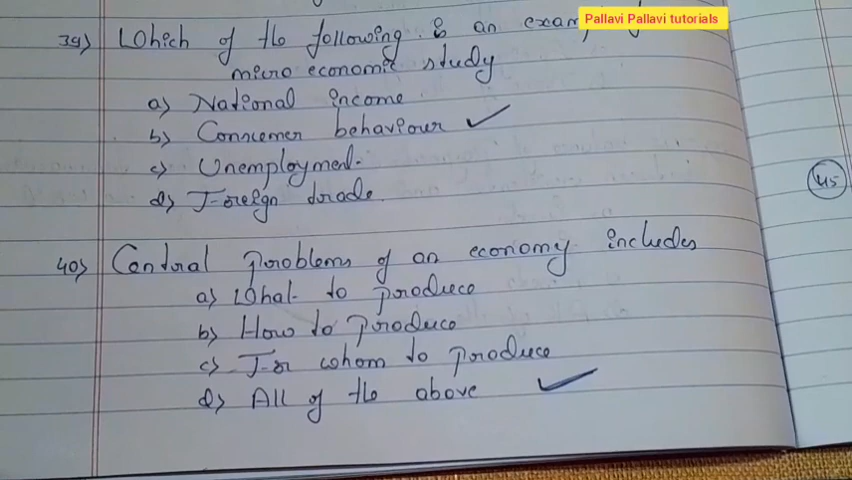 Pallavi Pallavi tutorials
39) Which of the following is an exam
micro economic study
a) National income
b) Consumer behaviour ✓
c) Unemployment
d) Foreign trade.
45
40) Central Problems of an economy includes
a) What to produce
b) How to produce
c) For whom to produce
d) All of the above ✓